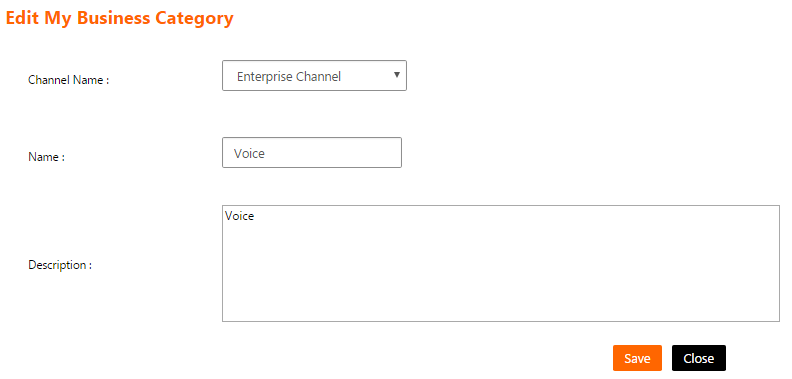 Edit My Business Category
Channel Name :
Enterprise Channel
Name :
Voice
Voice
Description :
Save
Close